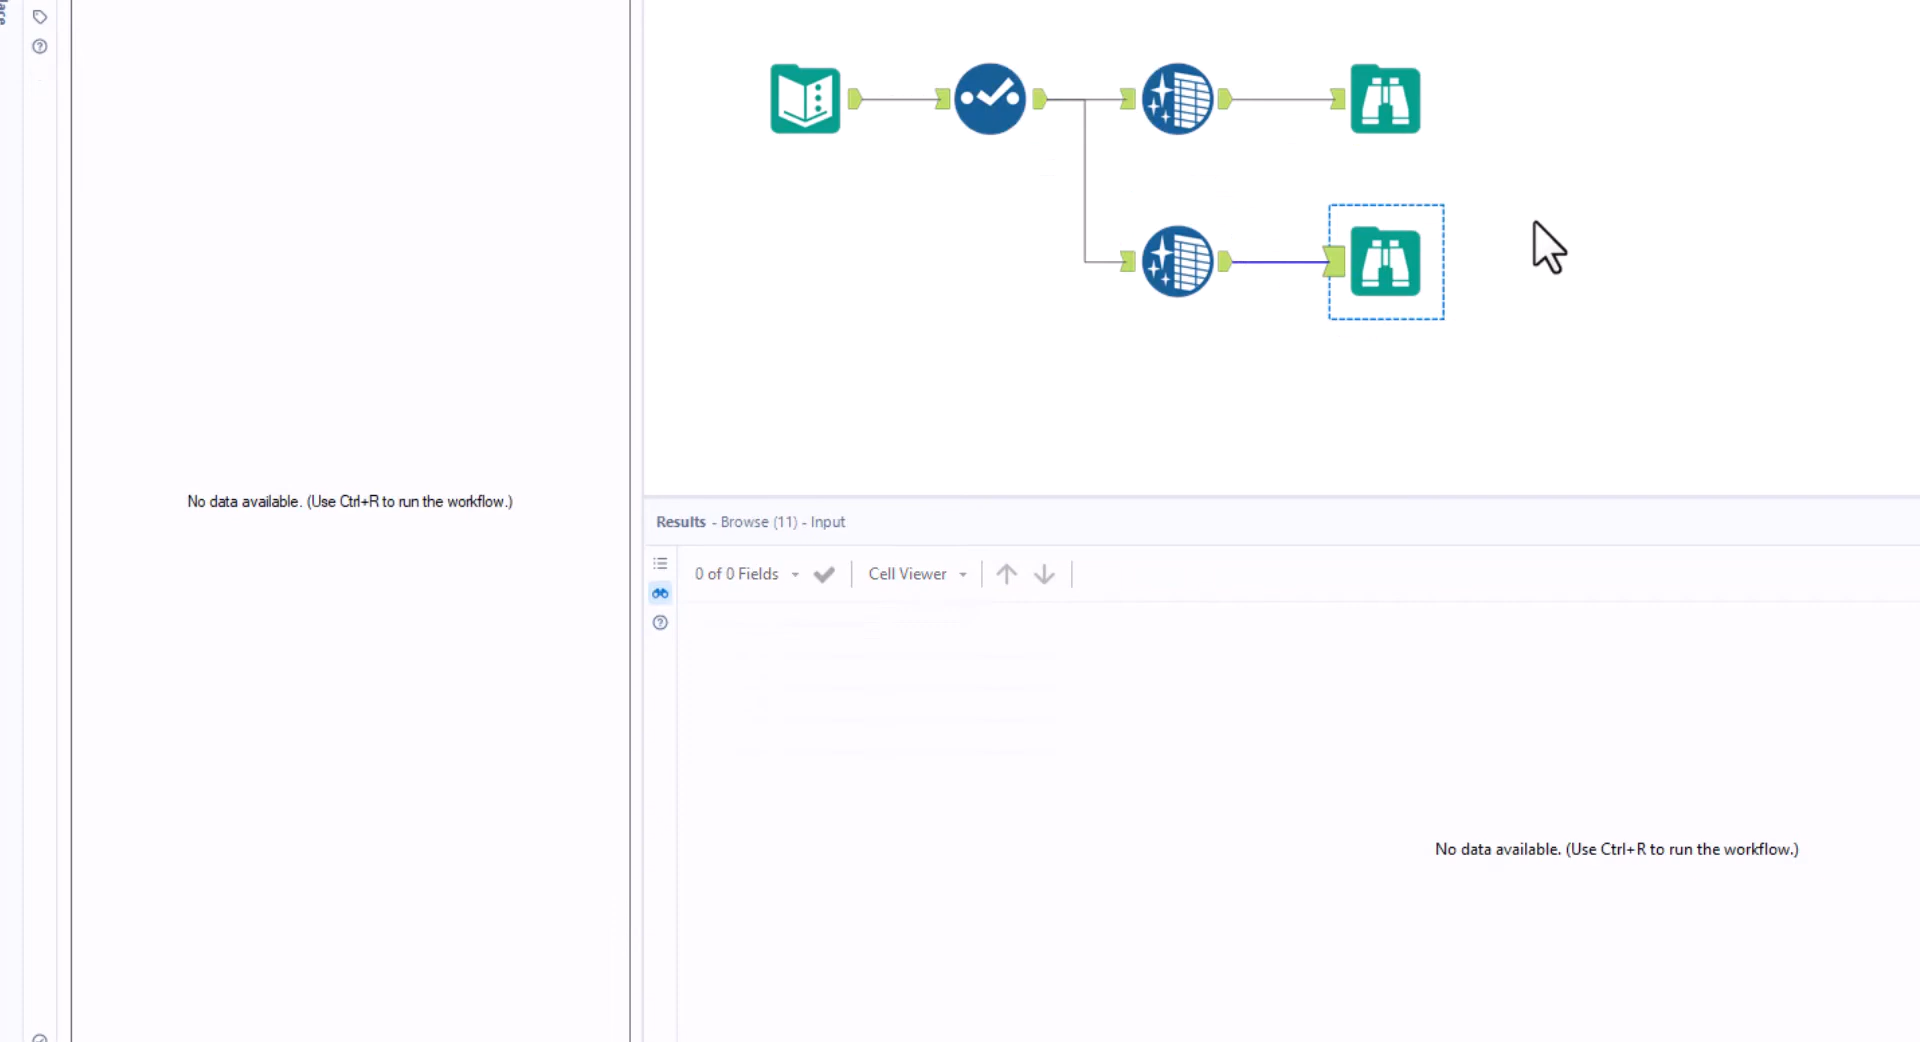 No data available. (Use Ctrl+R to run the workflow.)
Results - Browse (11) - Input
0 of 0 Fields
Cell Viewer
No data available. (Use Ctrl+R to run the workflow.)